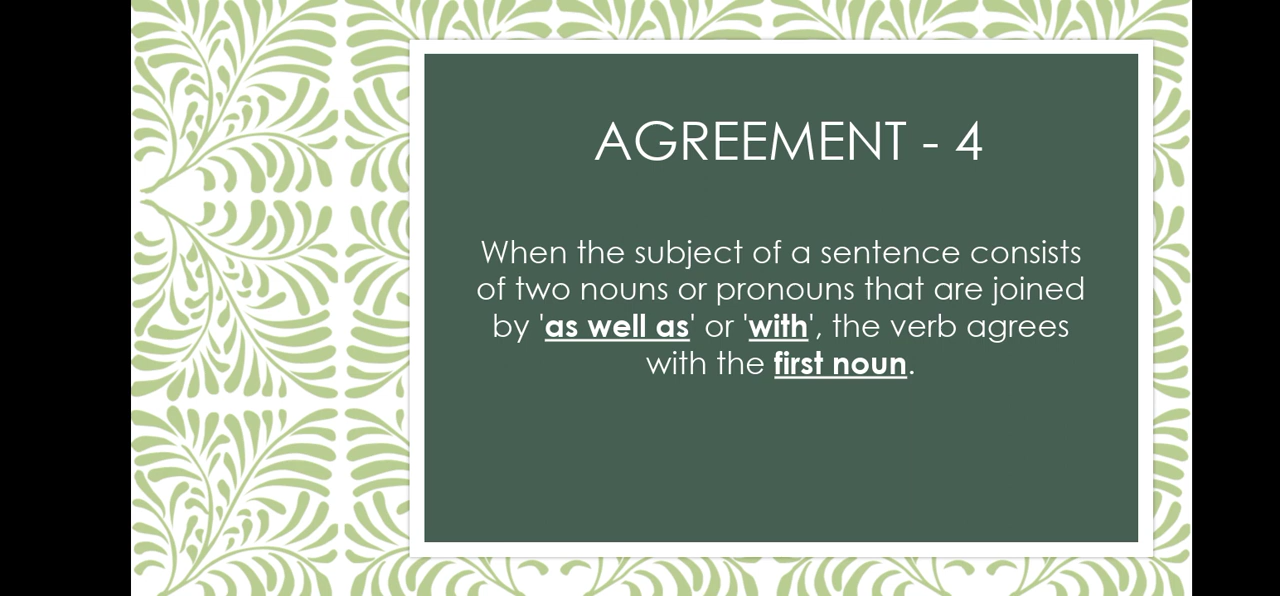 AGREEMENT - 4
When the subject of a sentence consists
of two nouns or pronouns that are joined
by 'as well as' or 'with', the verb agrees
with the first noun.